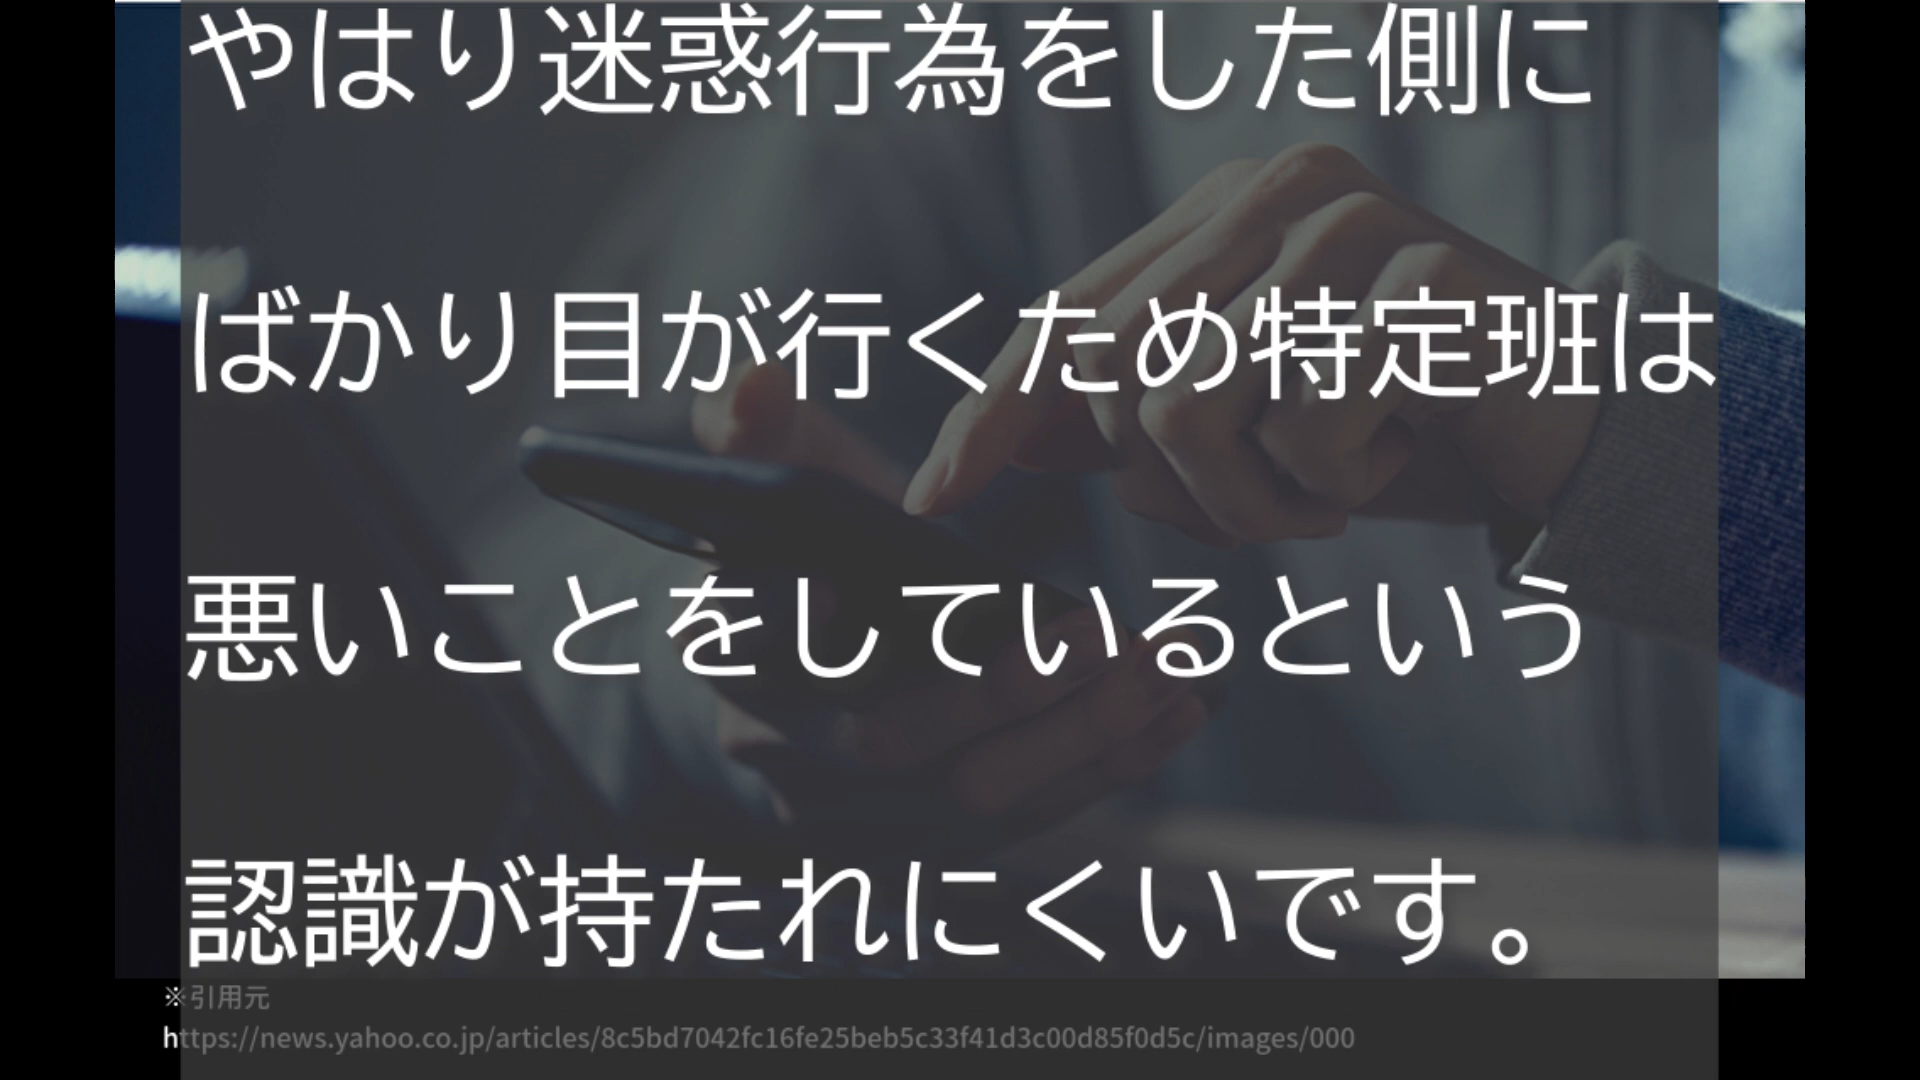 やはり迷惑行為をした側に
ばかり目が行くため特定班は
悪いことをしているという
認識が持たれにくいです。
※引用元
https://news.yahoo.co.jp/articles/8c5bd7042fc16fe25beb5c33f41d3c00d85f0d5c/images/000